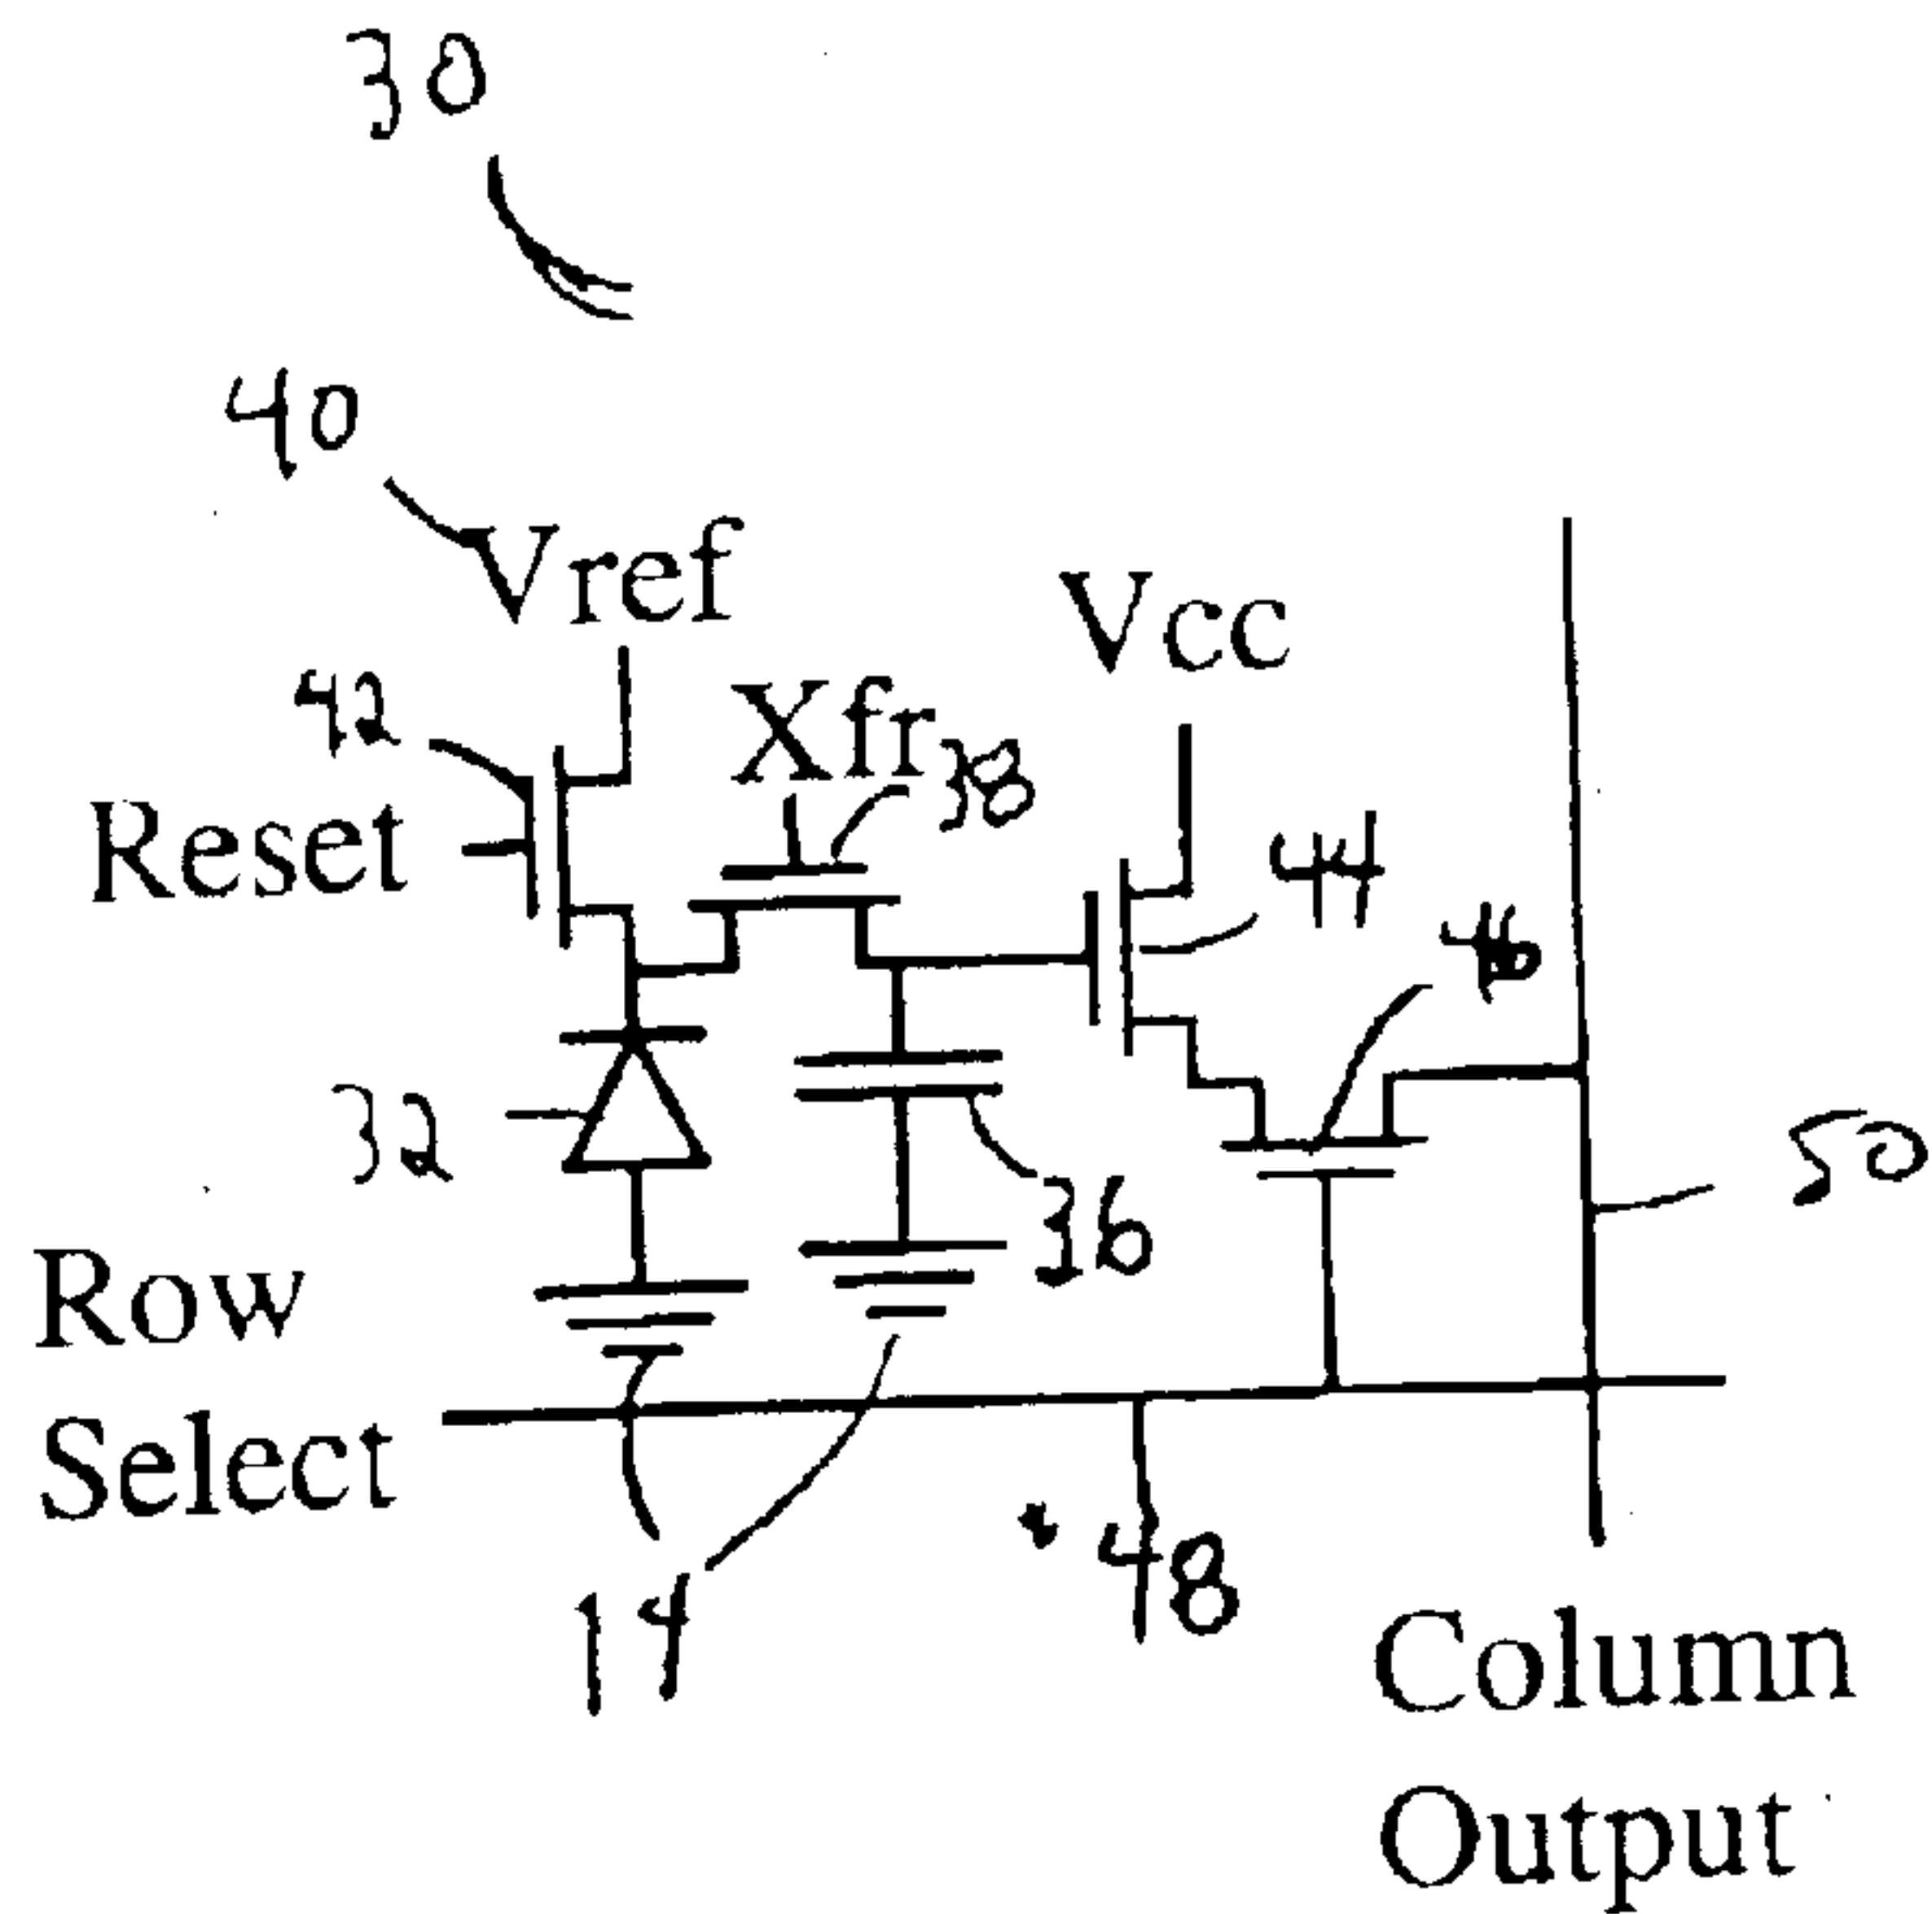 30
40
Vref
Vcc
42
Xfr
38
Reset
44
46
32
36
50
Row
Select
48
14
Column
Output